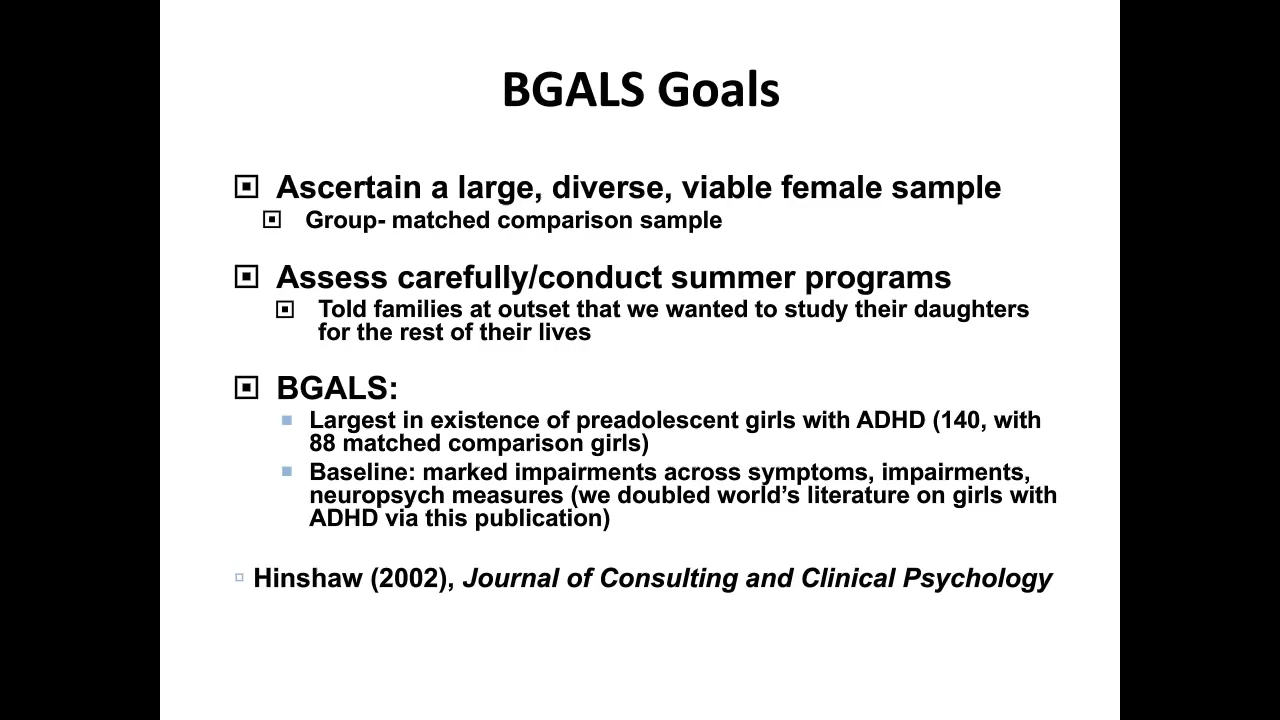 BGALS Goals
Ascertain a large, diverse, viable female sample
Group- matched comparison sample
Assess carefully/conduct summer programs
Told families at outset that we wanted to study their daughters
for the rest of their lives
BGALS:
Largest in existence of preadolescent girls with ADHD (140, with
88 matched comparison girls)
Baseline: marked impairments across symptoms, impairments,
neuropsych measures (we doubled world’s literature on girls with
ADHD via this publication)
Hinshaw (2002), Journal of Consulting and Clinical Psychology